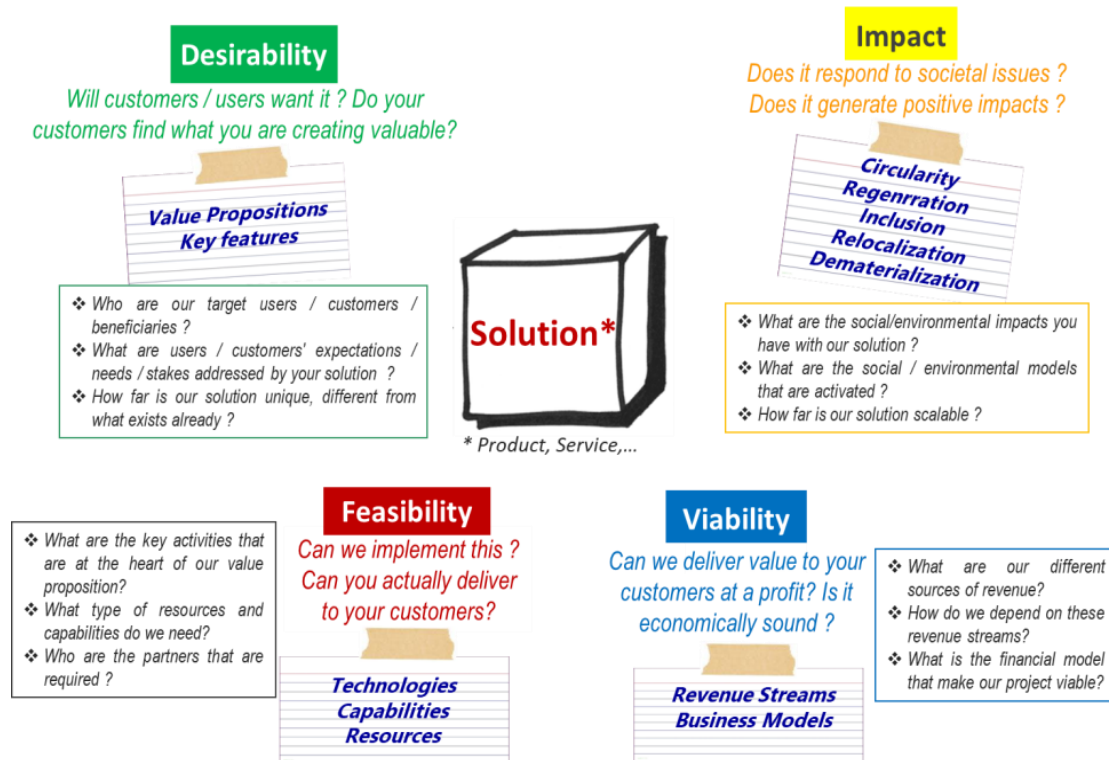 Desirability
Will customers / users want it ? Do your
customers find what you are creating valuable?
Value Propositions
Key features
❖ Who are our target users / customers /
beneficiaries ?
❖ What are users / customers' expectations /
needs / stakes addressed by your solution ?
❖ How far is our solution unique, different from
what exists already ?
Impact
Does it respond to societal issues ?
Does it generate positive impacts ?
Circularity
Regenrration
Inclusion
Relocalization
Dematerialization
❖ What are the social/environmental impacts you
have with our solution ?
❖ What are the social / environmental models
that are activated ?
❖ How far is our solution scalable ?
Solution*
* Product, Service,...
❖ What are the key activities that
are at the heart of our value
proposition?
❖ What type of resources and
capabilities do we need?
❖ Who are the partners that are
required ?
Feasibility
Can we implement this ?
Can you actually deliver
to your customers?
Technologies
Capabilities
Resources
Viability
Can we deliver value to your
customers at a profit? Is it
economically sound ?
Revenue Streams
Business Models
❖ What are our different
sources of revenue?
❖ How do we depend on these
revenue streams?
❖ What is the financial model
that make our project viable?